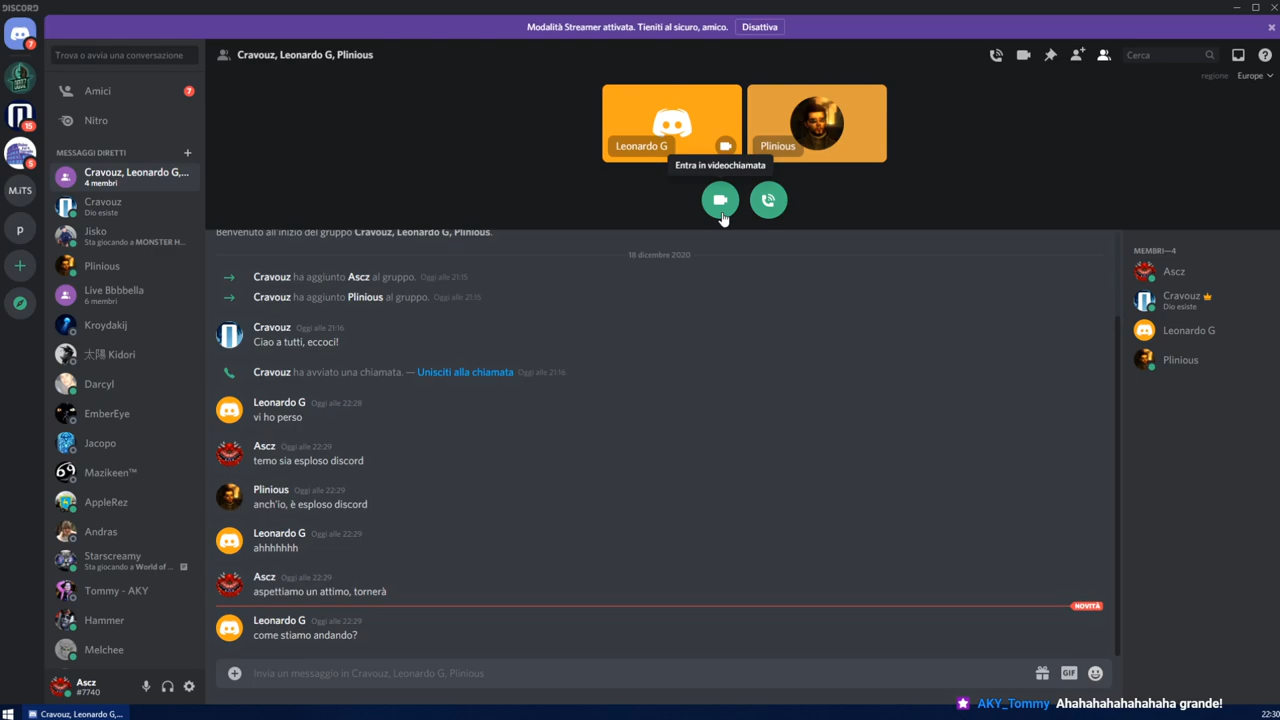 DISCORD
Modalità Streamer attivata. Tieniti al sicuro, amico. Disattiva
7
Trova o avvia una conversazione
Cravouz, Leonardo G, Plinious
Cerca
regione Europe
Amici 7
Nitro
15
MESSAGGI DIRETTI
5
Cravouz, Leonardo G,...
4 membri
M.iTS
Cravouz
Dio esiste
p
Jisko
Sta giocando a MONSTER H...
Plinious
Live Bbbbella
6 membri
Kroydakij
太陽 Kidori
Darcyl
EmberEye
Jacopo
Mazikeen™
AppleRez
Andras
Starscreamy
Sta giocando a World of ...
Tommy - AKY
Hammer
Melchee
Ascz
#7740
Leonardo G
Plinious
Entra in videochiamata
Benvenuto all'inizio del gruppo Cravouz, Leonardo G, Plinious.
18 dicembre 2020
Cravouz ha aggiunto Ascz al gruppo. Oggi alle 21:15
Cravouz ha aggiunto Plinious al gruppo. Oggi alle 21:15
Cravouz Oggi alle 21:16
Ciao a tutti, eccoci!
Cravouz ha avviato una chiamata. — Unisciti alla chiamata Oggi alle 21:16
Leonardo G Oggi alle 22:28
vi ho perso
Ascz Oggi alle 22:29
temo sia esploso discord
Plinious Oggi alle 22:29
anch'io, è esploso discord
Leonardo G Oggi alle 22:29
ahhhhhhh
Ascz Oggi alle 22:29
aspettiamo un attimo, tornerà
NOVITÀ
Leonardo G Oggi alle 22:29
come stiamo andando?
Invia un messaggio in Cravouz, Leonardo G, Plinious
GIF
MEMBRI—4
Ascz
Cravouz
Dio esiste
Leonardo G
Plinious
AKY_Tommy Ahahahahahahaha grande!
Cravouz, Leonardo G,...
22:30